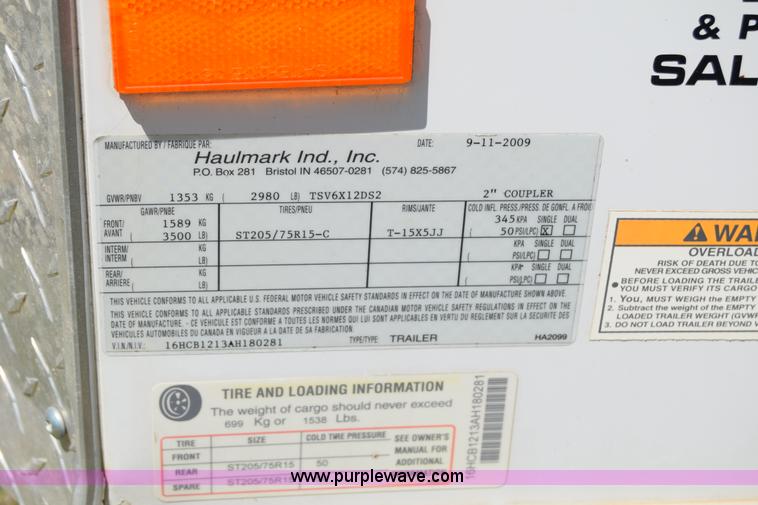 & P
SAL
MANUFACTURED BY / FABRIQUE PAR: DATE: 9-11-2009
Haulmark Ind., Inc.
P.O. Box 281 Bristol IN 46507-0281 (574) 825-5867
GVWR/PNBV 1353 KG ( 2980 LB) TSV6X12DS2 2" COUPLER
GAWR/PNBE TIRES/PNEU RIMS/JANTE COLD INFL. PRESS/PRESS. DE GONFL. A FROID
FRONT/ 1589 KG 345 KPA SINGLE DUAL
AVANT ( 3500 LB) ST205/75R15-C T-15X5JJ ( 50 PSI/LPC) X
INTERM/ KG KPA SINGLE DUAL
INTERM ( LB) ( PSI/LPC)
REAR/ KG KPA SINGLE DUAL
ARRIERE ( LB) ( PSI/LPC)
THIS VEHICLE CONFORMS TO ALL APPLICABLE U.S. FEDERAL MOTOR VEHICLE SAFETY STANDARDS IN EFFECT ON THE DATE OF MANUFACTURE SHOWN ABOVE.
THIS VEHICLE CONFORMS TO ALL APPLICABLE STANDARDS PRESCRIBED UNDER THE CANADIAN MOTOR VEHICLE SAFETY REGULATIONS IN EFFECT ON THE
DATE OF MANUFACTURE. - CE VEHICULE EST CONFORME A TOUTES LES NORMES QUI LUI SONT APPLICABLES EN VERTU DU REGLEMENT SUR LA SECURITE DES
VEHICULES AUTOMOBILES DU CANADA EN VIGUEUR A LA DATE DE SA FABRICATION.
V.I.N/N.I.V: 16HCB1213AH180281 TYPE/TYPE TRAILER HA2099
WA
OVERLOAD
RISK OF DEATH DUE TO
NEVER EXCEED GROSS VEHIC
• BEFORE LOADING THE TRAILE
YOU MUST VERIFY ITS CARGO
1. YOU, MUST WEIGH the EMPTY
2. Subtract the weight of the EMPTY
LOADED TRAILER WEIGHT (GVWR
3. DO NOT LOAD TRAILER BEYOND
TIRE AND LOADING INFORMATION
The weight of cargo should never exceed
699 Kg or 1538 Lbs.
TIRE SIZE COLD TIRE PRESSURE SEE OWNER'S
FRONT MANUAL FOR
REAR ST205/75R15 50 ADDITIONAL
SPARE ST205/75R15
16HCB1213AH180281
www.purplewave.com